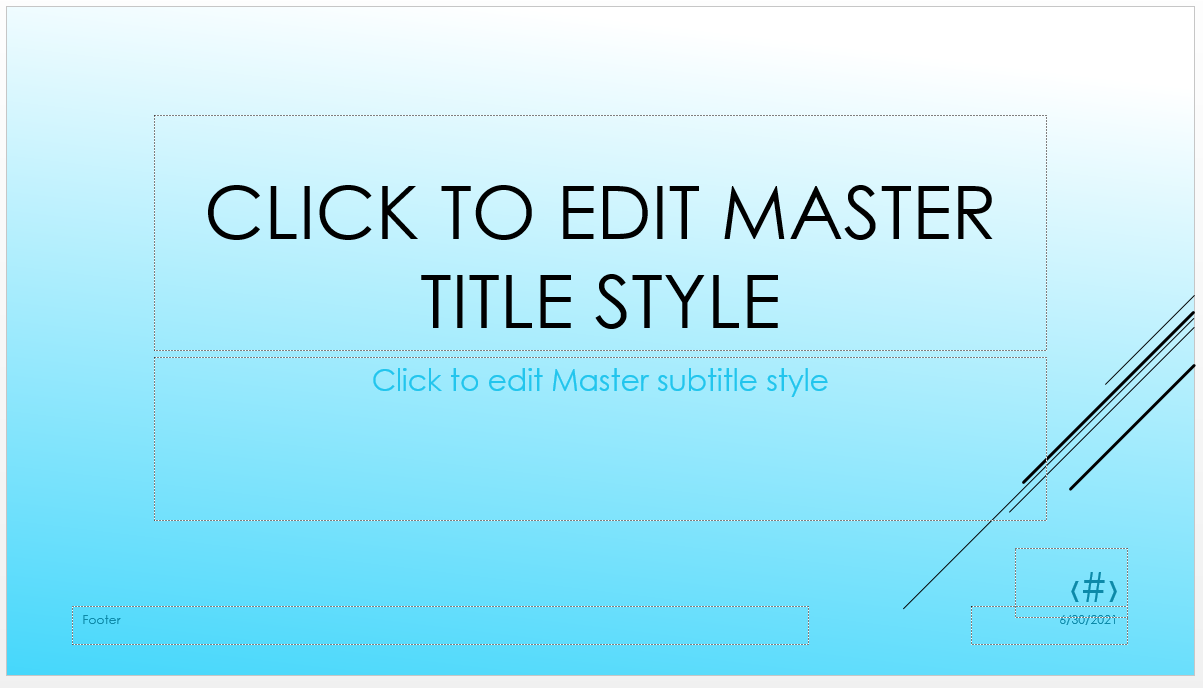 CLICK TO EDIT MASTER
TITLE STYLE
Click to edit Master subtitle style
‹#›
Footer
6/30/2021